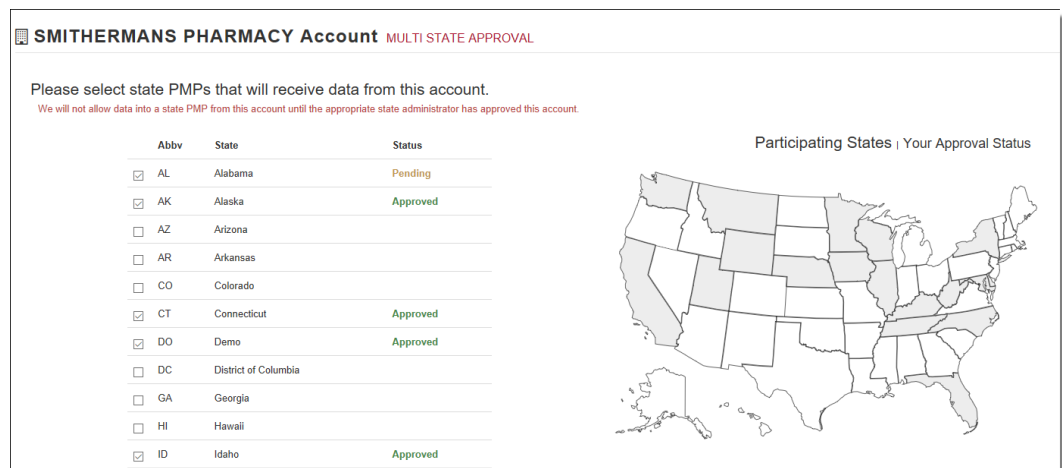 SMITHERMANS PHARMACY Account MULTI STATE APPROVAL
Please select state PMPs that will receive data from this account.
We will not allow data into a state PMP from this account until the appropriate state administrator has approved this account.
Participating States | Your Approval Status
Abbv State Status
AL Alabama Pending
AK Alaska Approved
AZ Arizona
AR Arkansas
CO Colorado
CT Connecticut Approved
DO Demo Approved
DC District of Columbia
GA Georgia
HI Hawaii
ID Idaho Approved